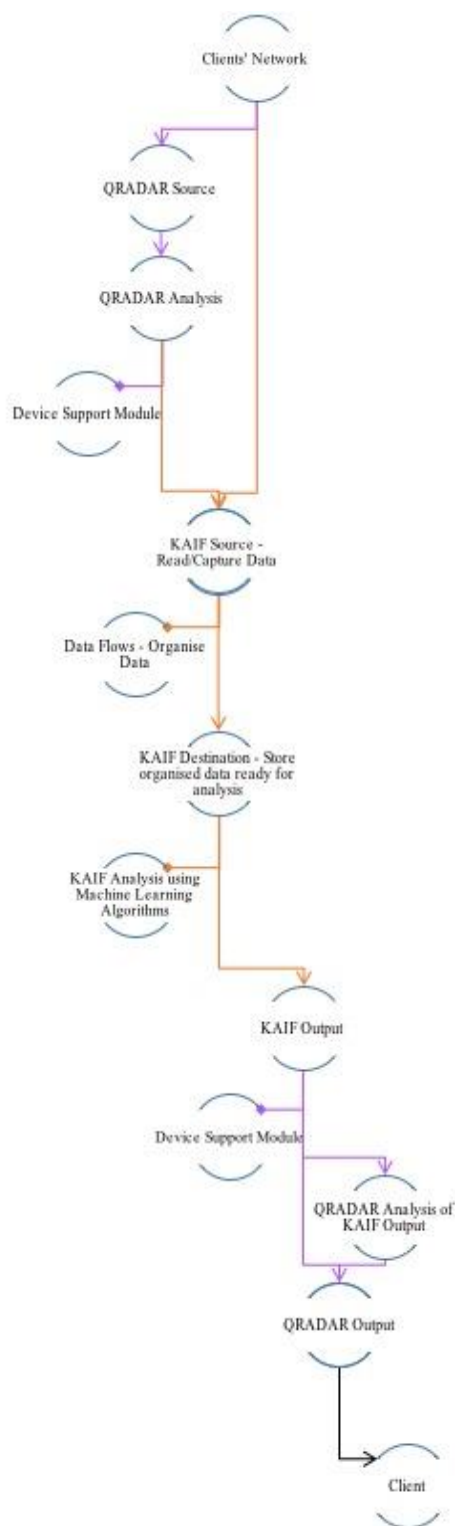 Clients' Network
QRADAR Source
QRADAR Analysis
Device Support Module
KAIF Source -
Read/Capture Data
Data Flows - Organise
Data
KAIF Destination - Store
organised data ready for
analysis
KAIF Analysis using
Machine Learning
Algorithms
KAIF Output
Device Support Module
QRADAR Analysis of
KAIF Output
QRADAR Output
Client